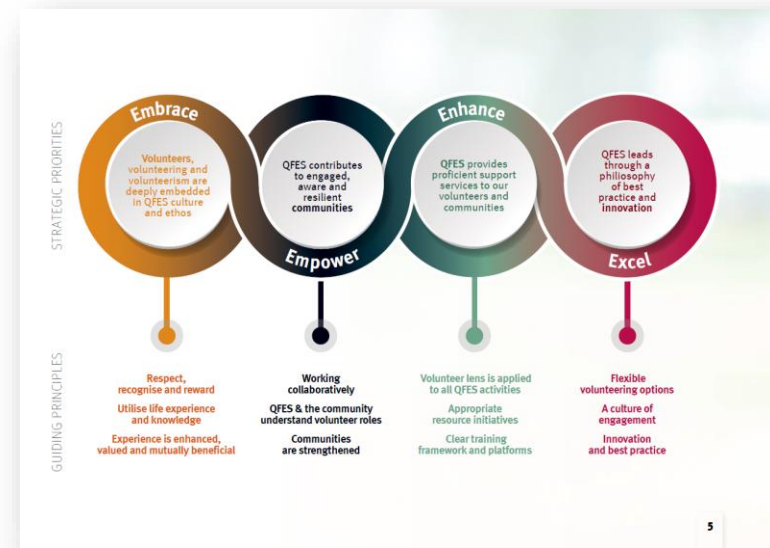 STRATEGIC PRIORITIES
Embrace
Volunteers,
volunteering and
volunteerism are
deeply embedded
in QFES culture
and ethos
QFES contributes
to engaged,
aware and
resilient
communities
Empower
Enhance
QFES provides
proficient support
services to our
volunteers and
communities
QFES leads
through a
philiosophy
of best
practice and
innovation
Excel
GUIDING PRINCIPLES
Respect,
recognise and reward
Utilise life experience
and knowledge
Experience is enhanced,
valued and mutually beneficial
Working
collaboratively
QFES & the community
understand volunteer roles
Communities
are strengthened
Volunteer lens is applied
to all QFES activities
Appropriate
resource initiatives
Clear training
framework and platforms
Flexible
volunteering options
A culture of
engagement
Innovation
and best practice
5